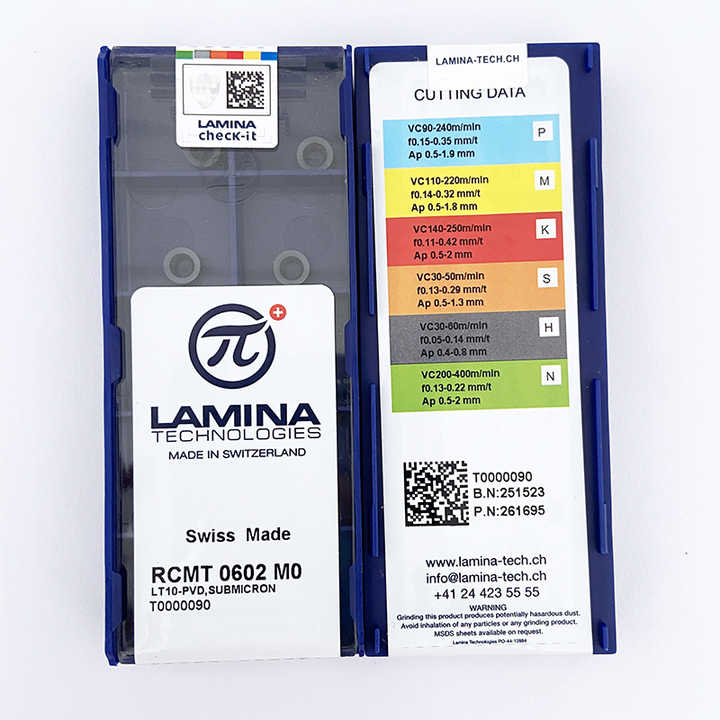 LAMINA
check-it
π
LAMINA
TECHNOLOGIES
MADE IN SWITZERLAND
Swiss Made
RCMT 0602 M0
LT10-PVD,SUBMICRON
T0000090
LAMINA-TECH.CH
CUTTING DATA
VC90-240m/min
f0.15-0.35 mm/t
Ap 0.5-1.9 mm
P
VC110-220m/min
f0.14-0.32 mm/t
Ap 0.5-1.8 mm
M
VC140-250m/min
f0.11-0.42 mm/t
Ap 0.5-2 mm
K
VC30-50m/min
f0.13-0.29 mm/t
Ap 0.5-1.3 mm
S
VC30-60m/min
f0.05-0.14 mm/t
Ap 0.4-0.8 mm
H
VC200-400m/min
f0.13-0.22 mm/t
Ap 0.5-2 mm
N
T0000090
B.N:251523
P.N:261695
www.lamina-tech.ch
info@lamina-tech.ch
+41 24 423 55 55
WARNING
Grinding this product produces potentially hazardous dust.
Avoid inhalation of any particles or any grinding product.
MSDS sheets available on request.
Lamina Technologies PO-44-12884